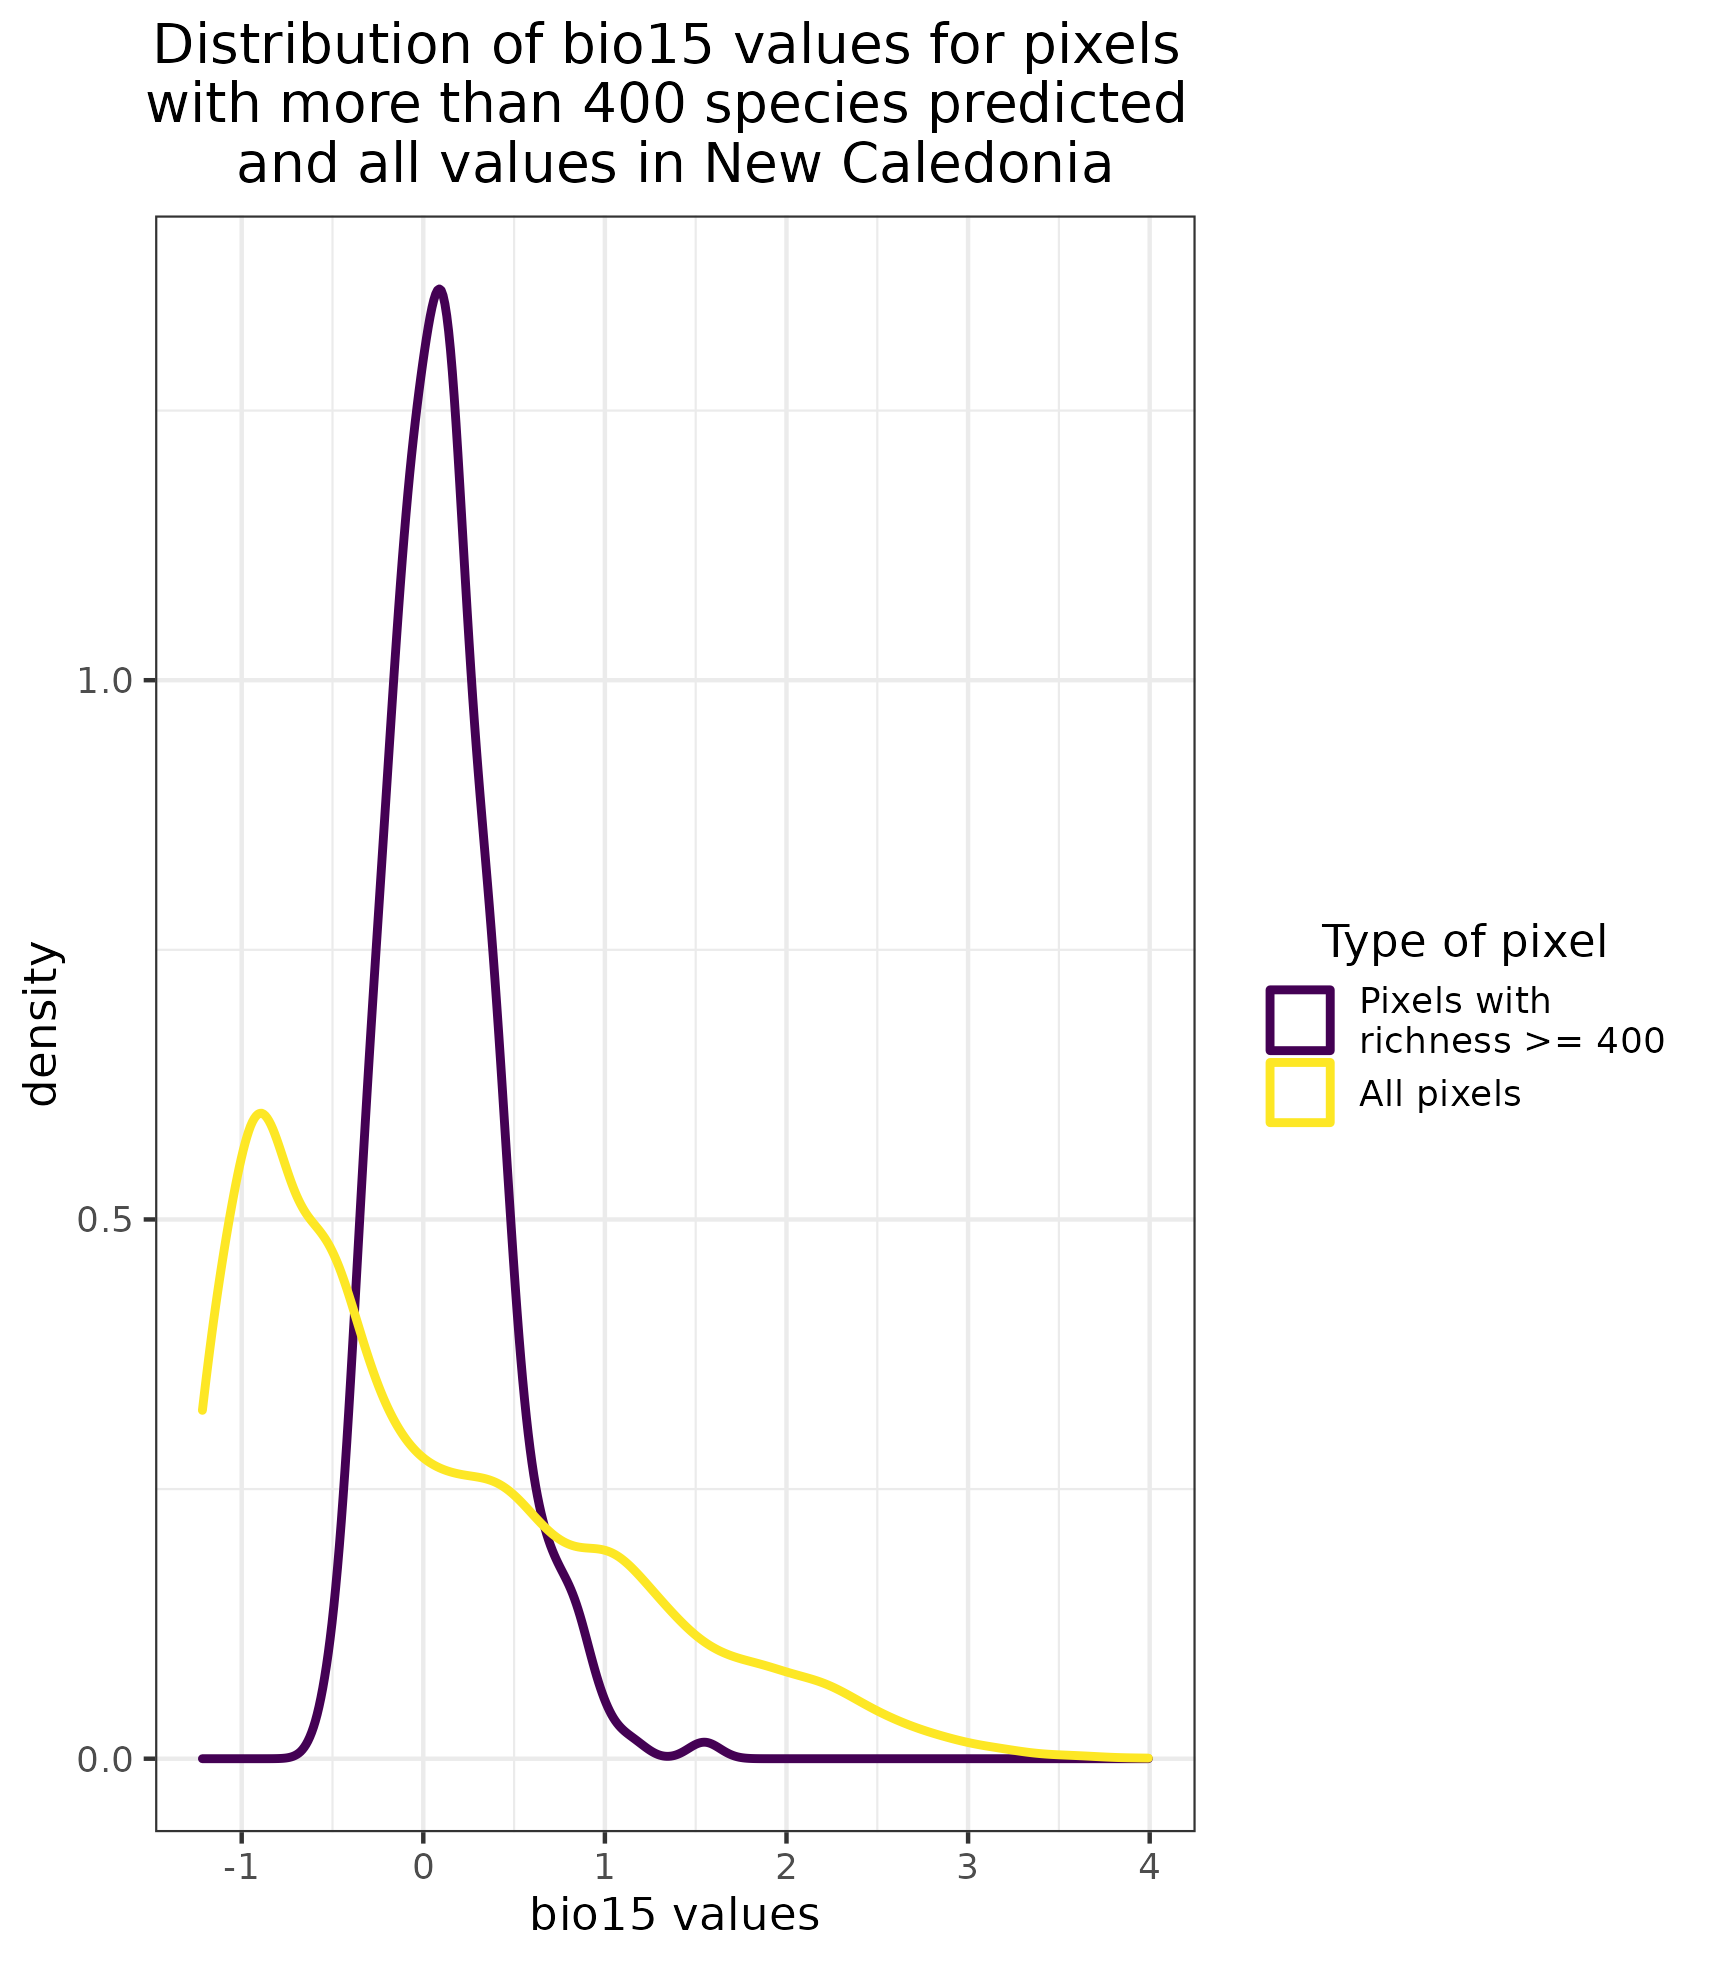 Distribution of bio15 values for pixels
with more than 400 species predicted
and all values in New Caledonia
density
1.0
0.5
0.0
-1
0
1
2
3
4
bio15 values
Type of pixel
Pixels with
richness >= 400
All pixels